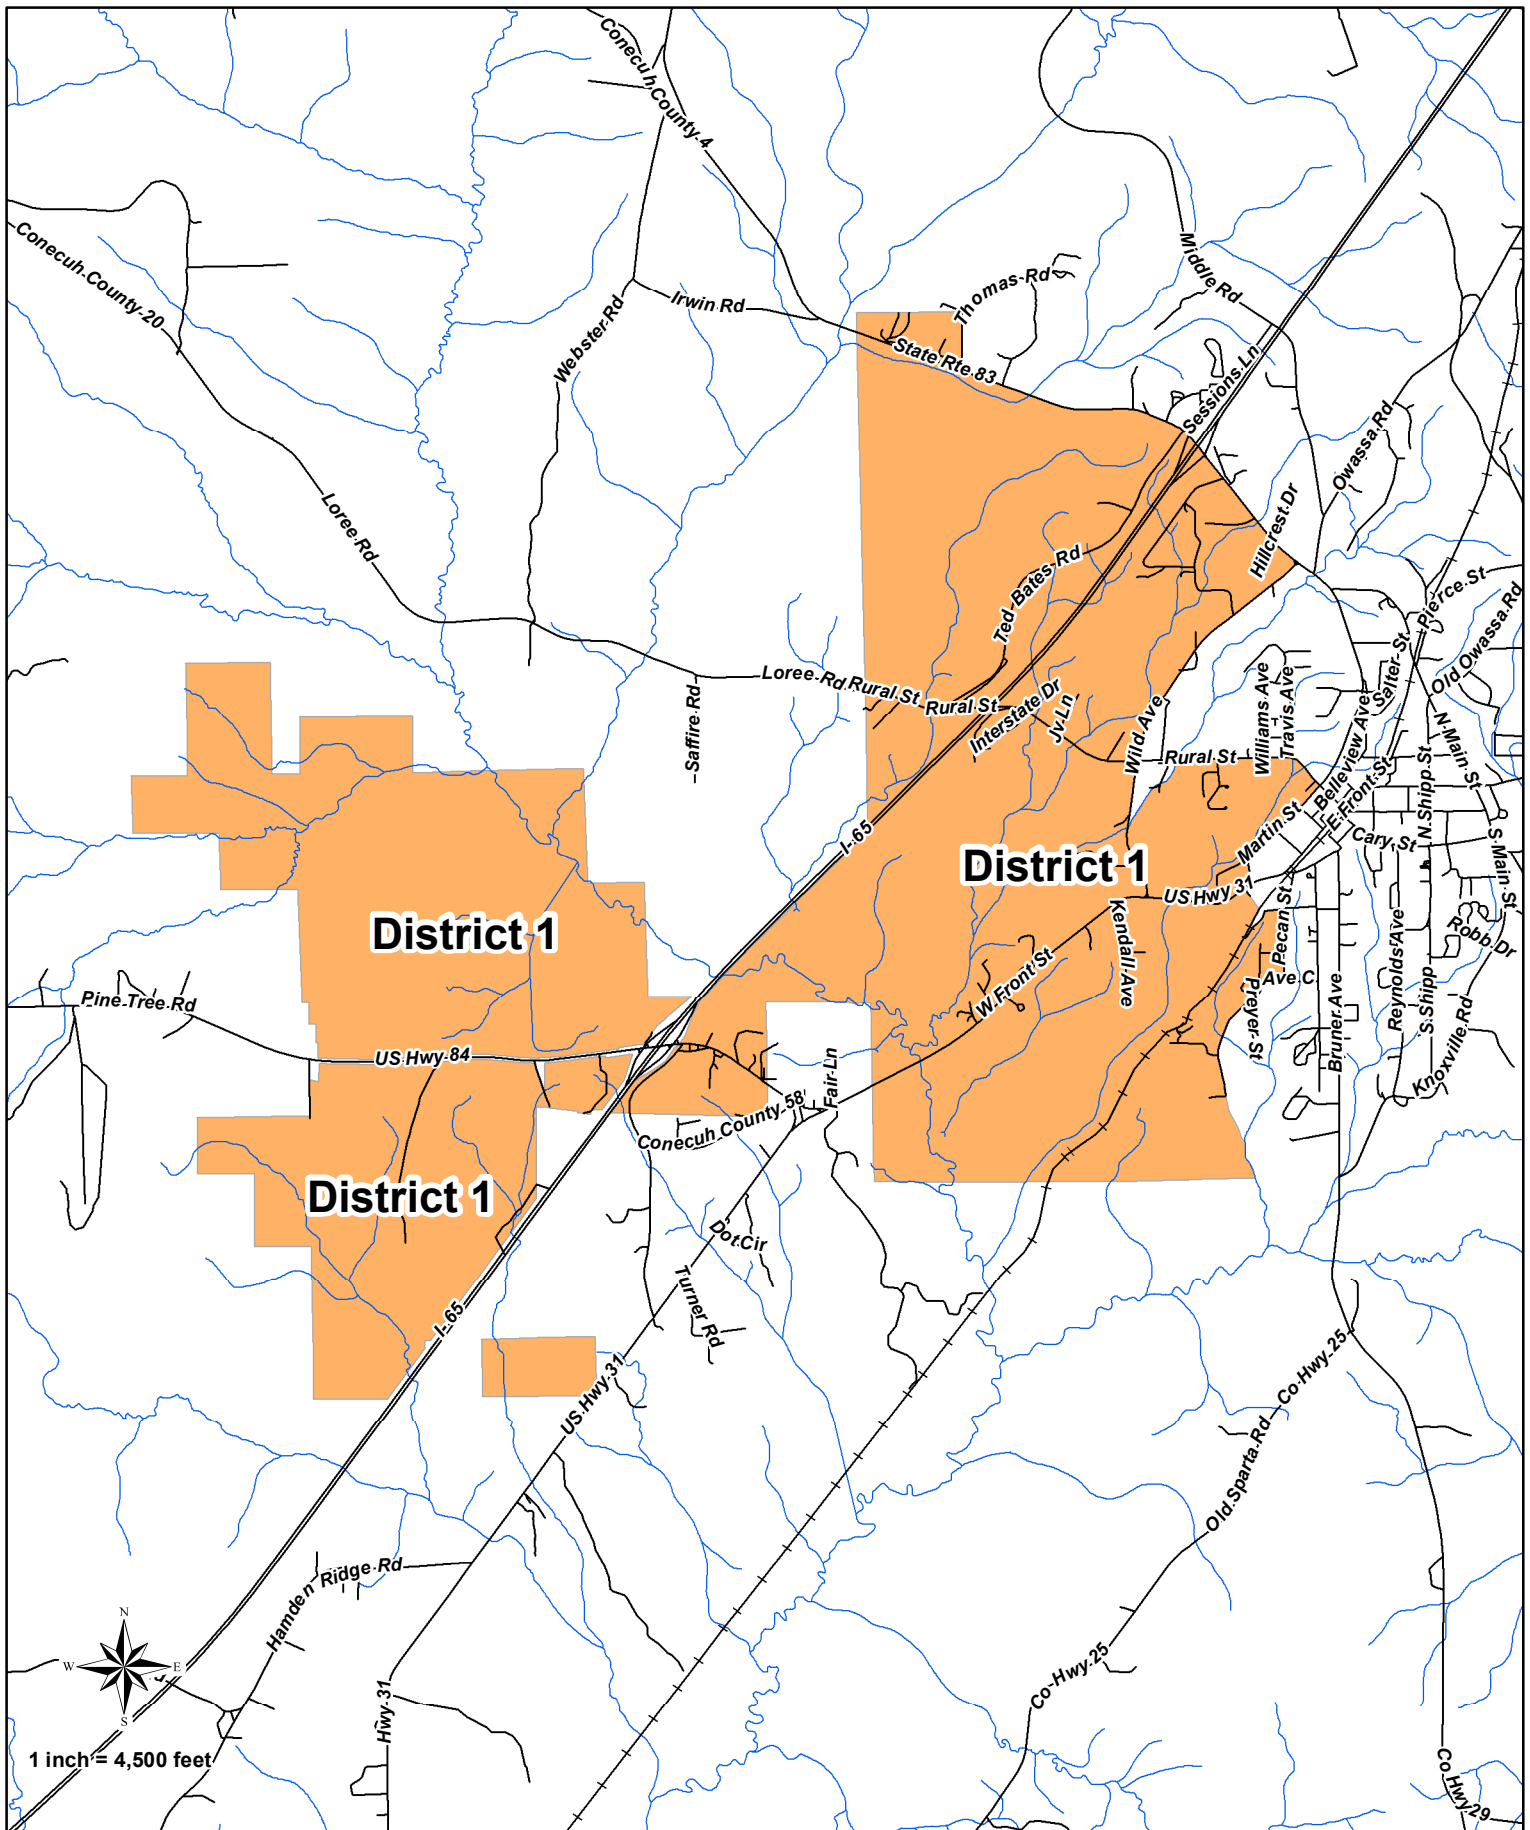 Conecuh County 4
Conecuh County 20
Middle Rd
Thomas Rd
Irwin Rd
Webster Rd
State Rte 83
Sessions Ln
Owassa Rd
Hillcrest Dr
Loree Rd
Ted Bates Rd
Pierce St
Old Owassa Rd
Salter St
Loree Rd
Rural St
Rural St
Interstate Dr
Jv Ln
Saffire Rd
Wild Ave
Williams Ave
Travis Ave
Belleview Ave
N Main St
Rural St
E Front St
N Shipp St
Martin St
Cary St
S Main St
I- 65
District 1
US Hwy 31
Kendall Ave
Pecan St
Reynolds Ave
Robb Dr
District 1
W Front St
Ave C
Preyer St
Bruner Ave
S Shipp
Knoxville Rd
Pine Tree Rd
US Hwy 84
Fair Ln
Conecuh County 58
District 1
Dot Cir
Turner Rd
I- 65
US Hwy 31
Co Hwy 25
Old Sparta Rd
Hamden Ridge Rd
Co Hwy 25
Hwy 31
Co Hwy 29
N
W
E
S
1 inch = 4,500 feet